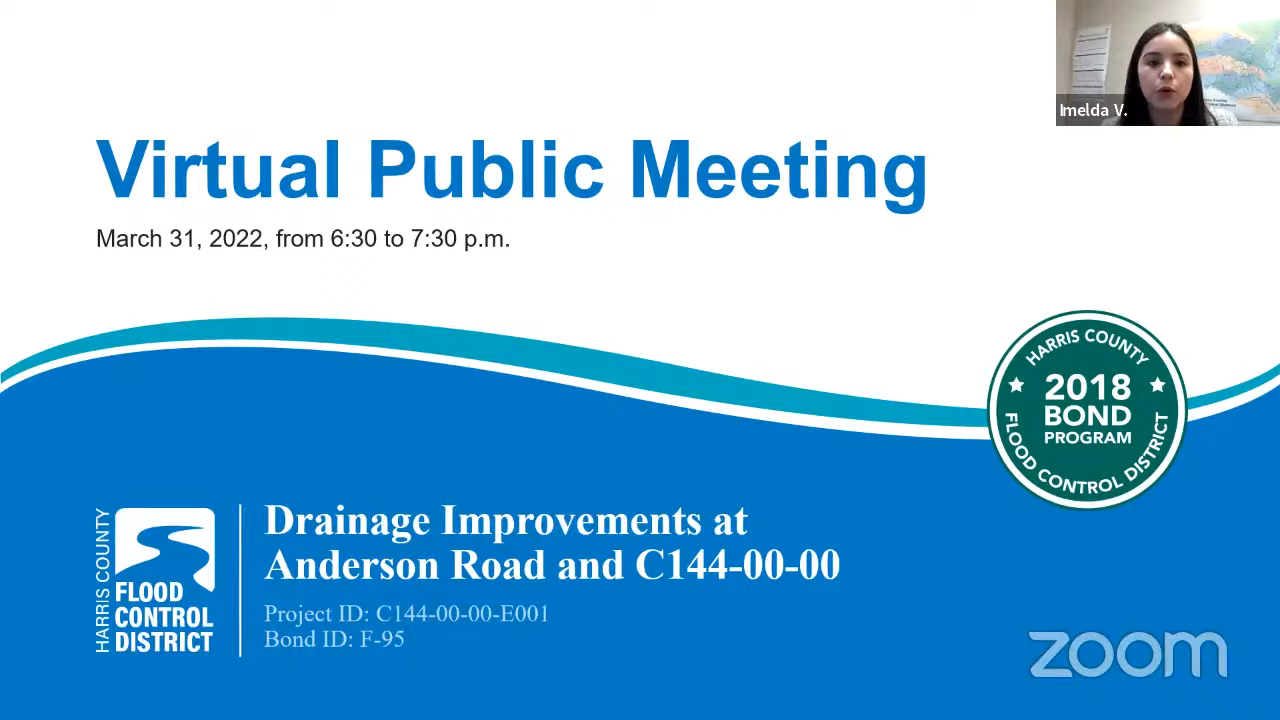 Imelda V.
Virtual Public Meeting
March 31, 2022, from 6:30 to 7:30 p.m.
HARRIS COUNTY
2018
BOND
PROGRAM
FLOOD CONTROL DISTRICT
HARRIS COUNTY
FLOOD
CONTROL
DISTRICT
Drainage Improvements at
Anderson Road and C144-00-00
Project ID: C144-00-00-E001
Bond ID: F-95
zoom